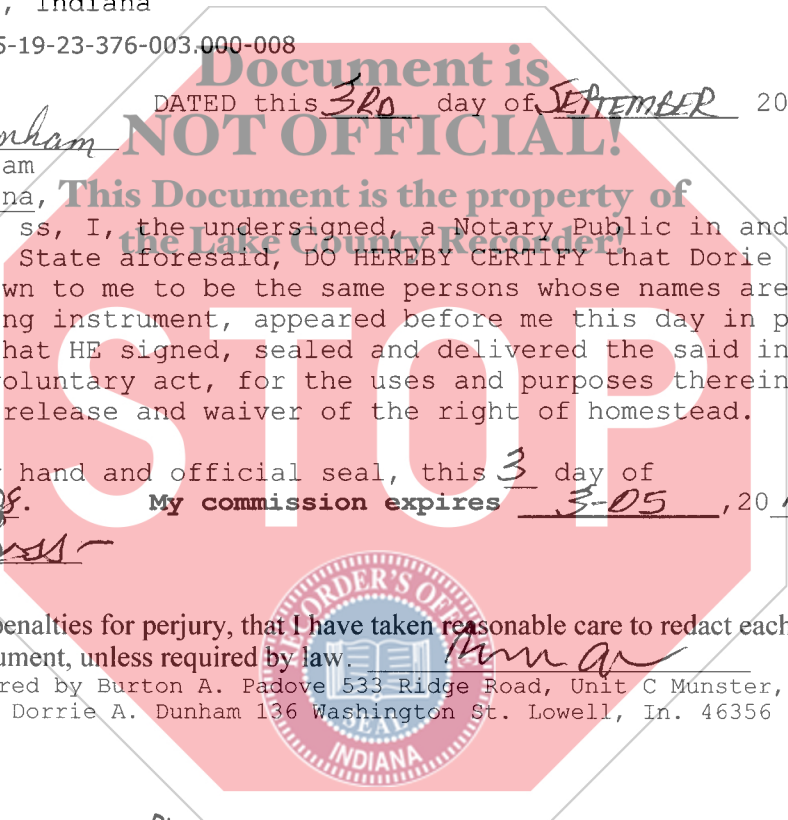 , Indiana
5-19-23-376-003.000-008
Document is
DATED this 3RD day of SEPTEMBER 20
nham NOT OFFICIAL!
am
na, This Document is the property of
ss, I, the undersigned, a Notary Public in and
the Lake County Recorder!
State aforesaid, DO HEREBY CERTIFY that Dorie
wn to me to be the same persons whose names are
ng instrument, appeared before me this day in p
hat HE signed, sealed and delivered the said in
voluntary act, for the uses and purposes therein
release and waiver of the right of homestead.
STOP
hand and official seal, this 3 day of
8. My commission expires 3-05, 20
RECORDER'S OFFICE
penalties for perjury, that I have taken reasonable care to redact each
ument, unless required by law.
red by Burton A. Padove 533 Ridge Road, Unit C Munster,
Dorrie A. Dunham 136 Washington St. Lowell, In. 46356
SEAL
INDIANA